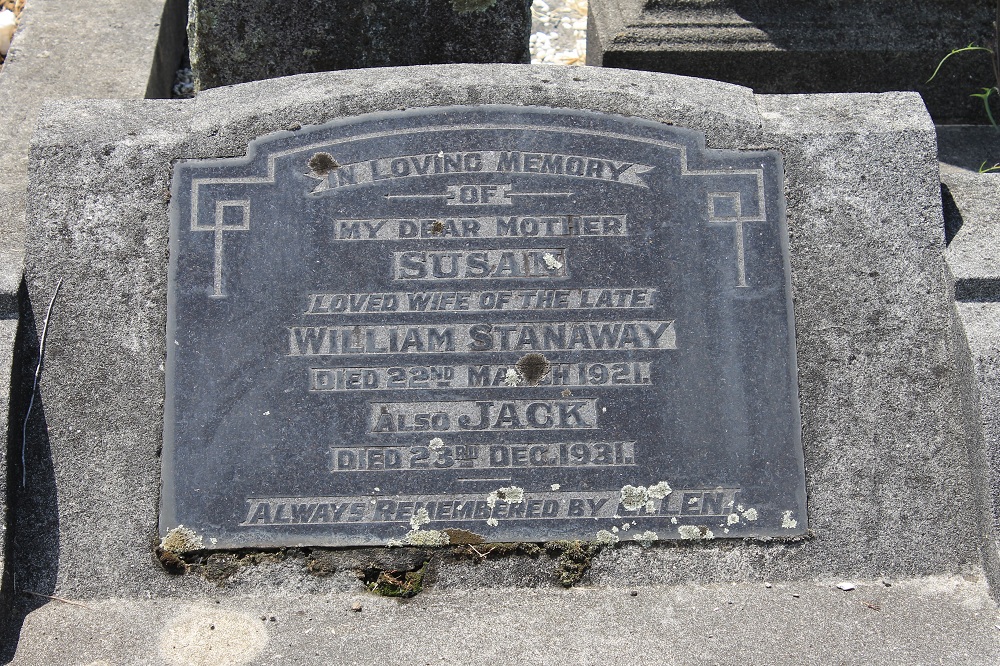 IN LOVING MEMORY
OF
MY DEAR MOTHER
SUSAN
LOVED WIFE OF THE LATE
WILLIAM STANAWAY
DIED 22ND MARCH 1921.
ALSO JACK
DIED 23RD DEC. 1931.
ALWAYS REMEMBERED BY ELLEN.